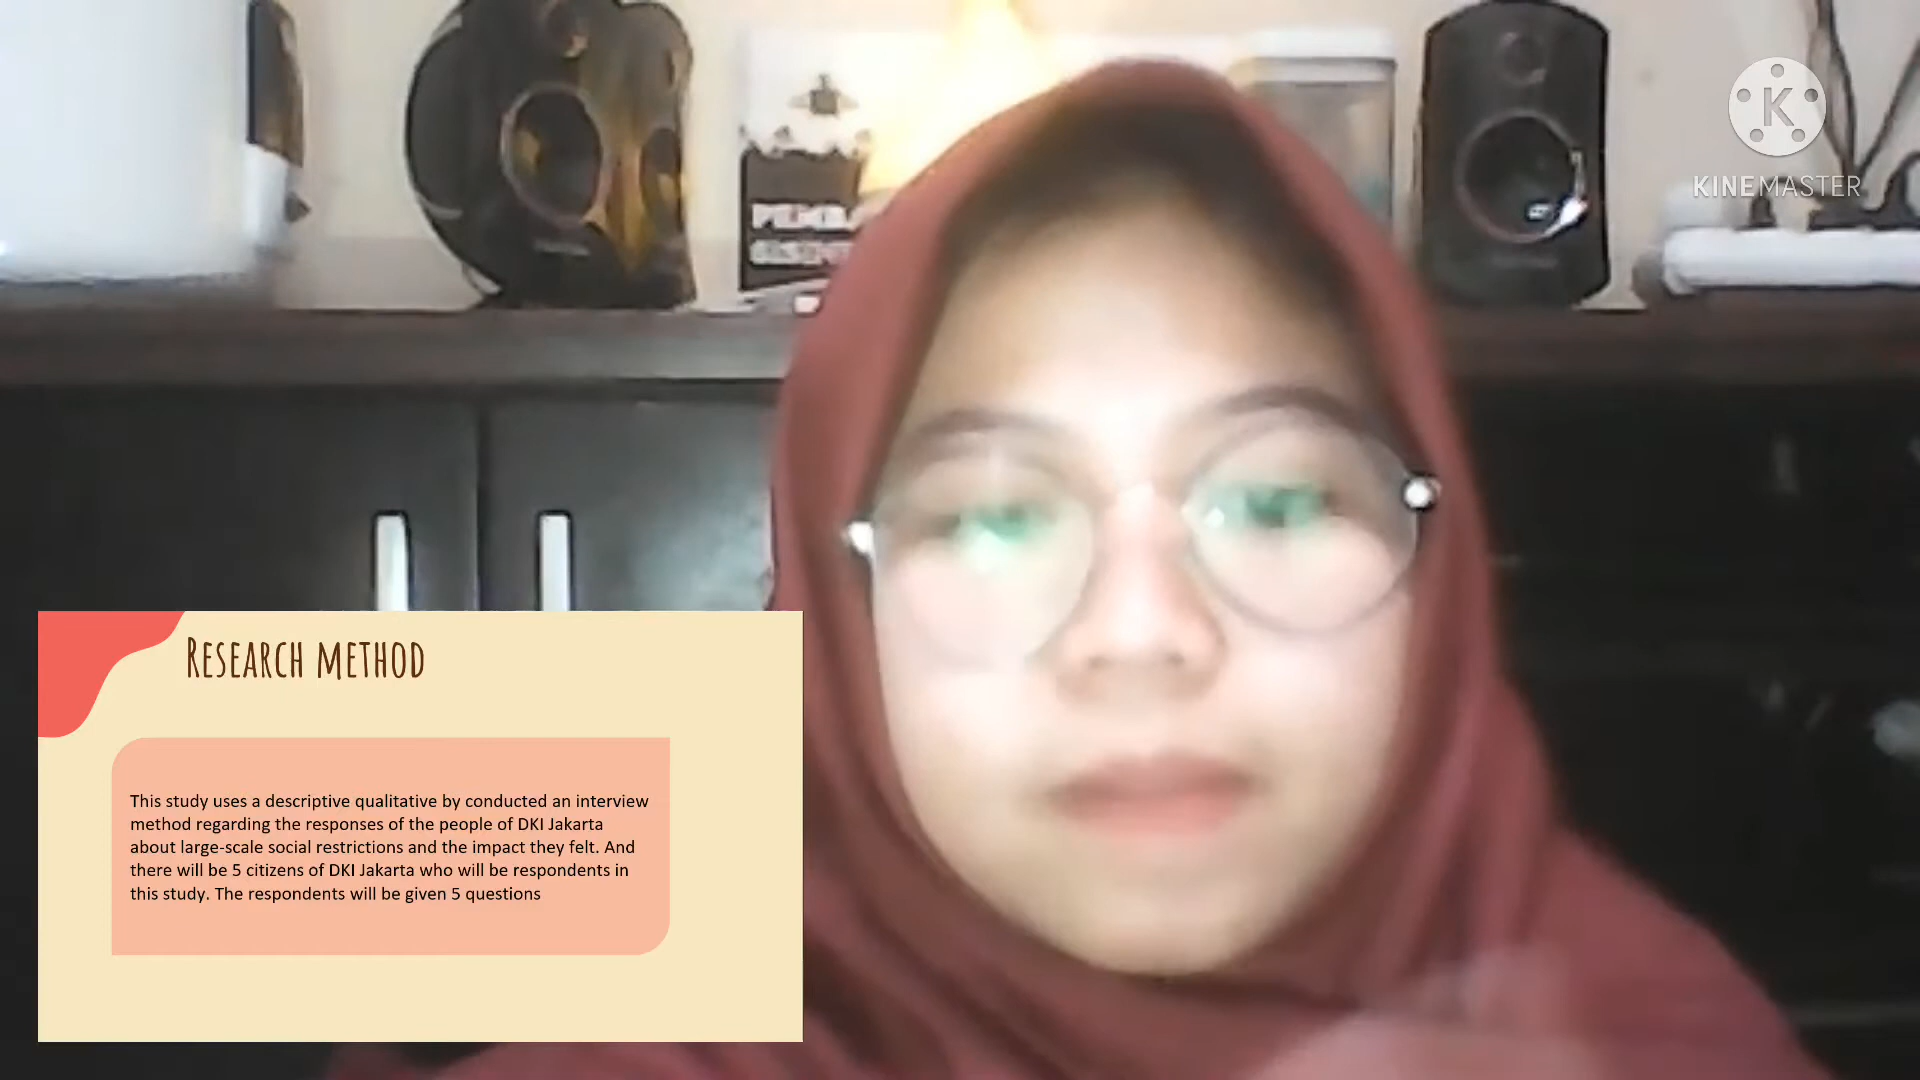 KINEMASTER
RESEARCH METHOD
This study uses a descriptive qualitative by conducted an interview
method regarding the responses of the people of DKI Jakarta
about large-scale social restrictions and the impact they felt. And
there will be 5 citizens of DKI Jakarta who will be respondents in
this study. The respondents will be given 5 questions